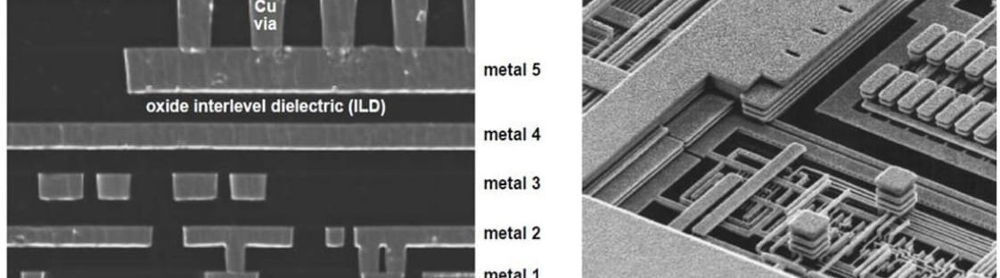 Cu
via
metal 5
oxide interlevel dielectric (ILD)
metal 4
metal 3
metal 2
metal 1